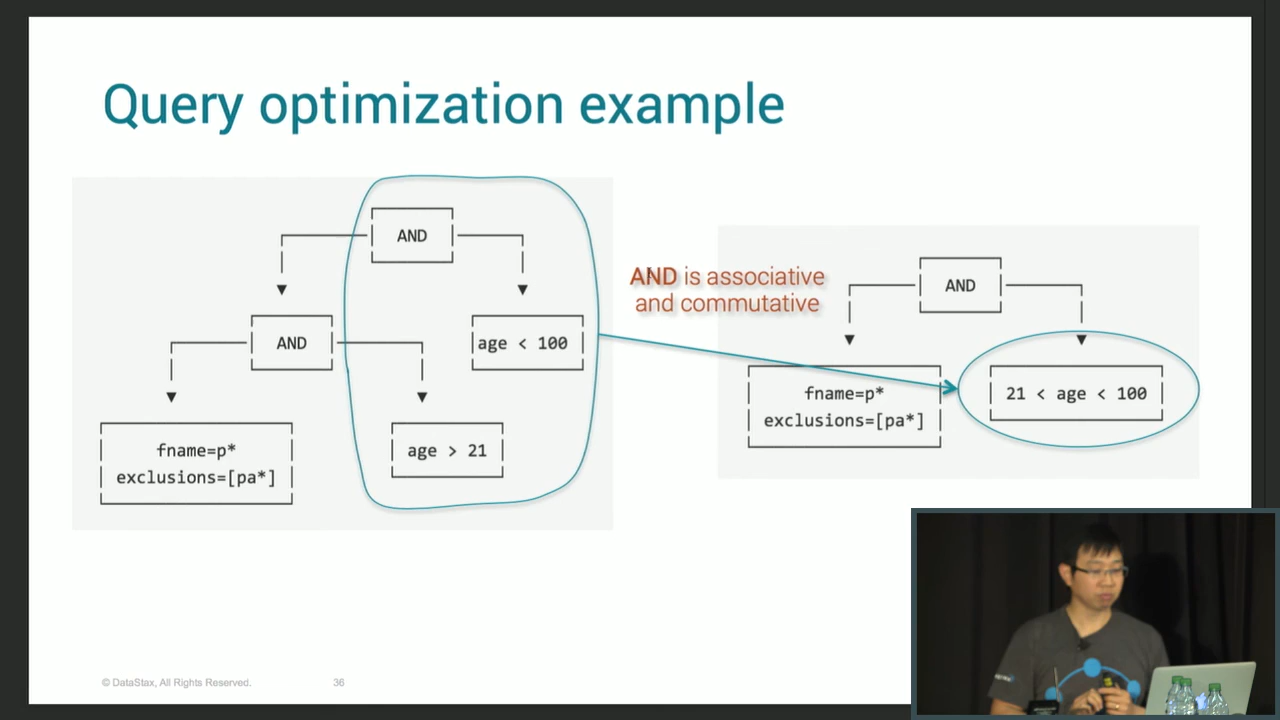 Query optimization example
AND
AND
age < 100
fname=p*
exclusions=[pa*]
age > 21
AND is associative
and commutative
AND
fname=p*
exclusions=[pa*]
21 < age < 100
© DataStax, All Rights Reserved.
36